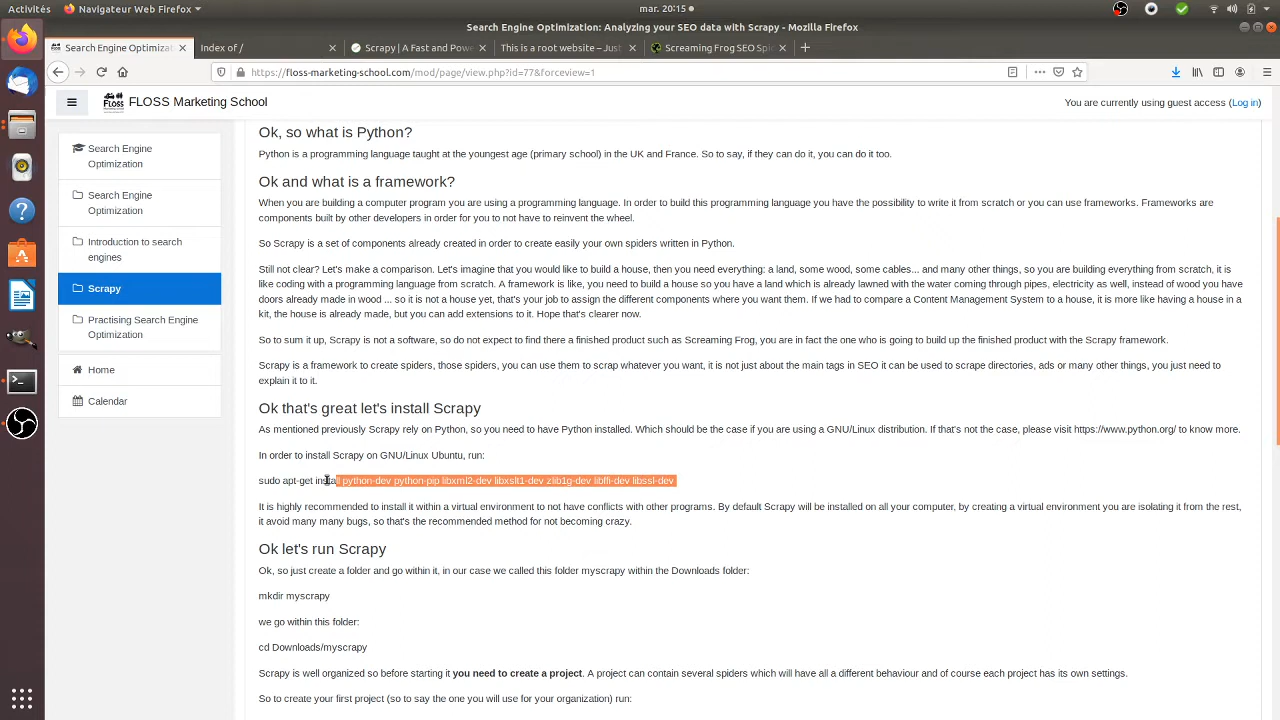 Activités
Navigateur Web Firefox
mar. 20:15
Search Engine Optimization: Analyzing your SEO data with Scrapy - Mozilla Firefox
Search Engine Optimizat
Index of /
Scrapy | A Fast and Powe
This is a root website – Just
Screaming Frog SEO Spi
https://floss-marketing-school.com/mod/page/view.php?id=77&forceview=1
FLOSS
FLOSS Marketing School
You are currently using guest access (Log in)
Search Engine
Optimization
Search Engine
Optimization
Introduction to search
engines
Scrapy
Practising Search Engine
Optimization
Home
Calendar
Ok, so what is Python?
Python is a programming language taught at the youngest age (primary school) in the UK and France. So to say, if they can do it, you can do it too.
Ok and what is a framework?
When you are building a computer program you are using a programming language. In order to build this programming language you have the possibility to write it from scratch or you can use frameworks. Frameworks are
components built by other developers in order for you to not have to reinvent the wheel.
So Scrapy is a set of components already created in order to create easily your own spiders written in Python.
Still not clear? Let's make a comparison. Let's imagine that you would like to build a house, then you need everything: a land, some wood, some cables... and many other things, so you are building everything from scratch, it is
like coding with a programming language from scratch. A framework is like, you need to build a house so you have a land which is already lawned with the water coming through pipes, electricity as well, instead of wood you have
doors already made in wood ... so it is not a house yet, that's your job to assign the different components where you want them. If we had to compare a Content Management System to a house, it is more like having a house in a
kit, the house is already made, but you can add extensions to it. Hope that's clearer now.
So to sum it up, Scrapy is not a software, so do not expect to find there a finished product such as Screaming Frog, you are in fact the one who is going to build up the finished product with the Scrapy framework.
Scrapy is a framework to create spiders, those spiders, you can use them to scrap whatever you want, it is not just about the main tags in SEO it can be used to scrape directories, ads or many other things, you just need to
explain it to it.
Ok that's great let's install Scrapy
As mentioned previously Scrapy rely on Python, so you need to have Python installed. Which should be the case if you are using a GNU/Linux distribution. If that's not the case, please visit https://www.python.org/ to know more.
In order to install Scrapy on GNU/Linux Ubuntu, run:
sudo apt-get install python-dev python-pip libxml2-dev libxslt1-dev zlib1g-dev libffi-dev libssl-dev
It is highly recommended to install it within a virtual environment to not have conflicts with other programs. By default Scrapy will be installed on all your computer, by creating a virtual environment you are isolating it from the rest,
it avoid many many bugs, so that's the recommended method for not becoming crazy.
Ok let's run Scrapy
Ok, so just create a folder and go within it, in our case we called this folder myscrapy within the Downloads folder:
mkdir myscrapy
we go within this folder:
cd Downloads/myscrapy
Scrapy is well organized so before starting it you need to create a project. A project can contain several spiders which will have all a different behaviour and of course each project has its own settings.
So to create your first project (so to say the one you will use for your organization) run: